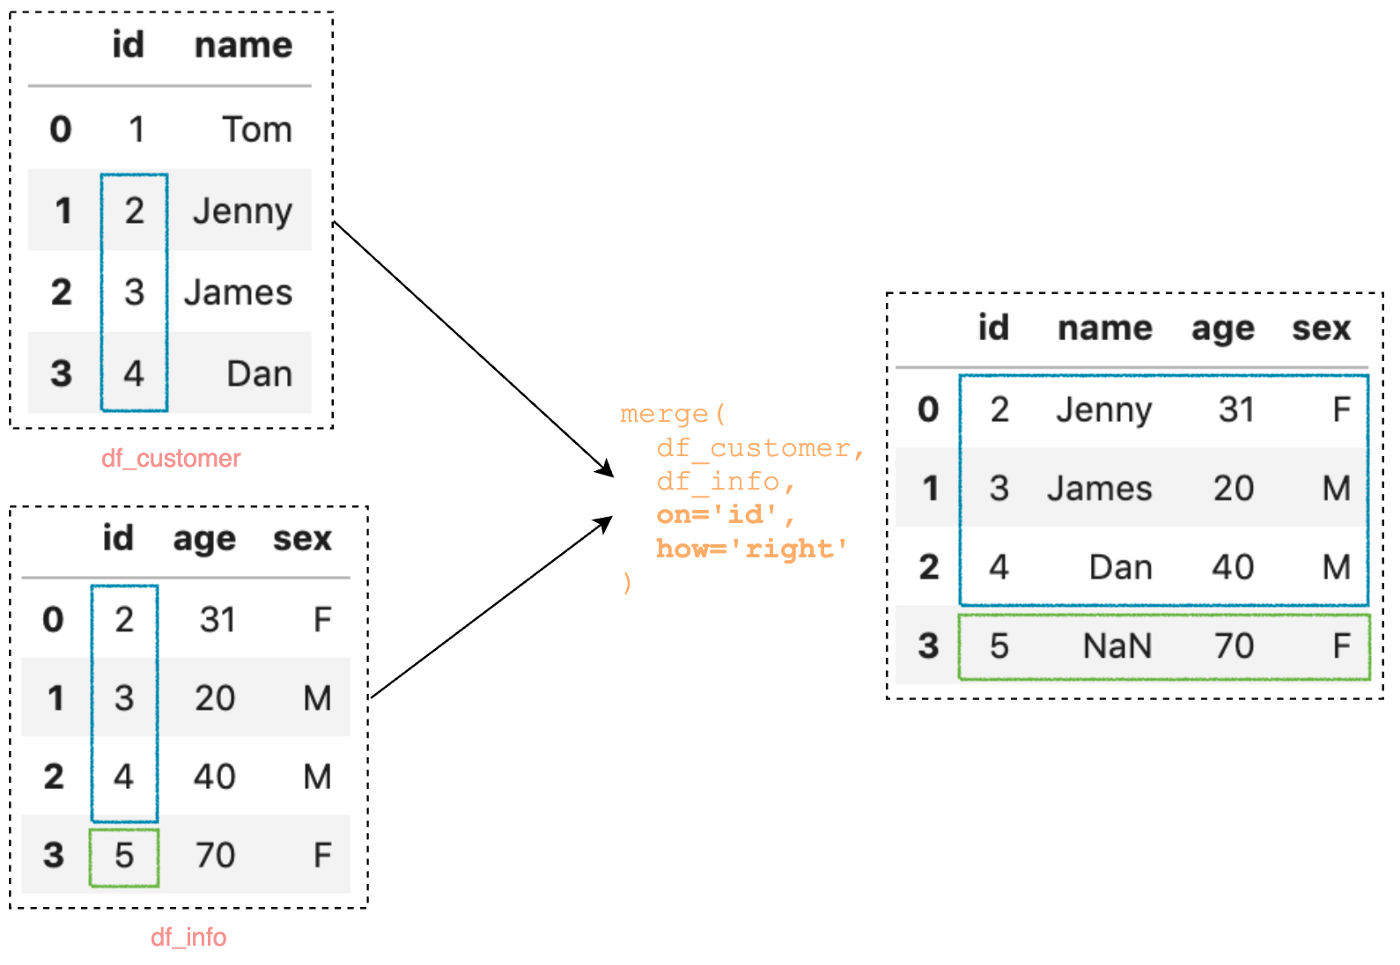 id name
0 1 Tom
1 2 Jenny
2 3 James
3 4 Dan
df_customer
id age sex
0 2 31 F
1 3 20 M
2 4 40 M
3 5 70 F
df_info
merge(
df_customer,
df_info,
on='id',
how='right'
)
id name age sex
0 2 Jenny 31 F
1 3 James 20 M
2 4 Dan 40 M
3 5 NaN 70 F